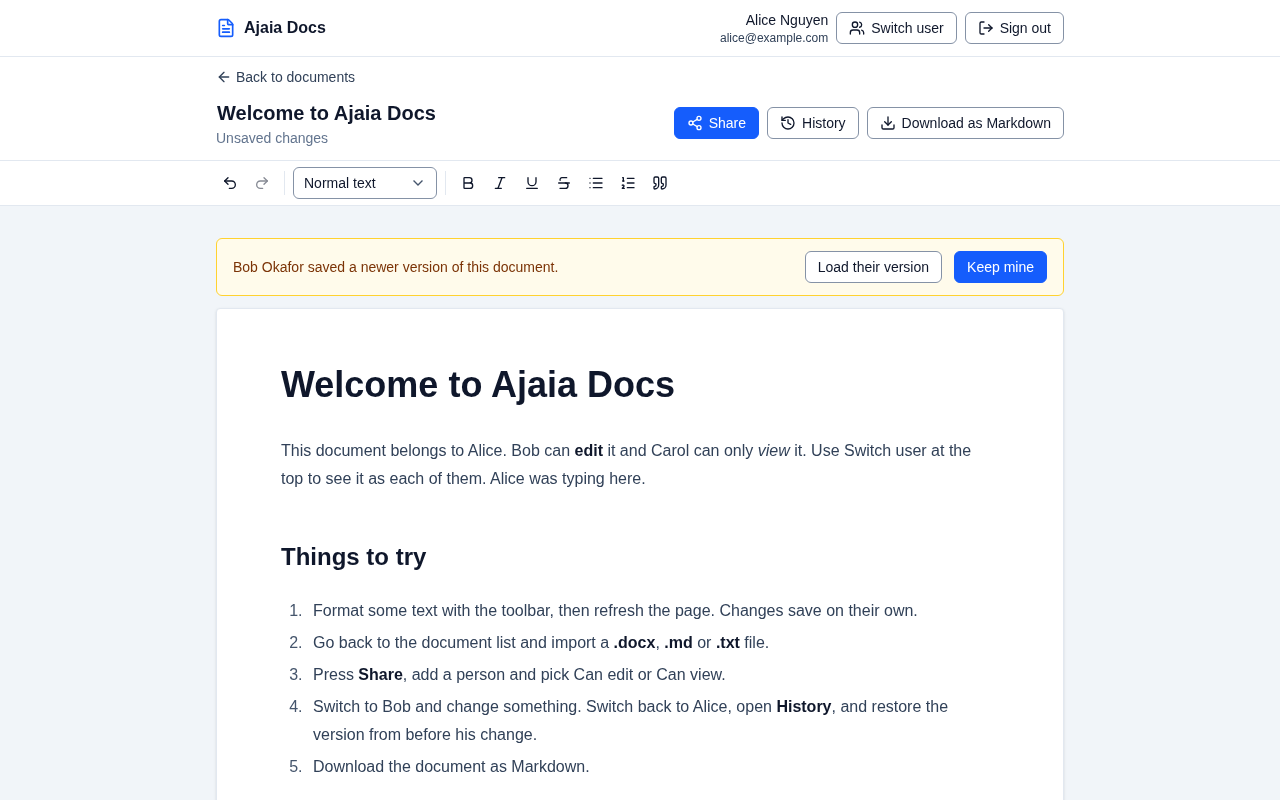 Ajaia Docs
Alice Nguyen
alice@example.com
Switch user
Sign out
Back to documents
Welcome to Ajaia Docs
Unsaved changes
Share
History
Download as Markdown
Normal text
Bob Okafor saved a newer version of this document.
Load their version
Keep mine
Welcome to Ajaia Docs
This document belongs to Alice. Bob can edit it and Carol can only view it. Use Switch user at the
top to see it as each of them. Alice was typing here.
Things to try
1. Format some text with the toolbar, then refresh the page. Changes save on their own.
2. Go back to the document list and import a .docx, .md or .txt file.
3. Press Share, add a person and pick Can edit or Can view.
4. Switch to Bob and change something. Switch back to Alice, open History, and restore the
version from before his change.
5. Download the document as Markdown.